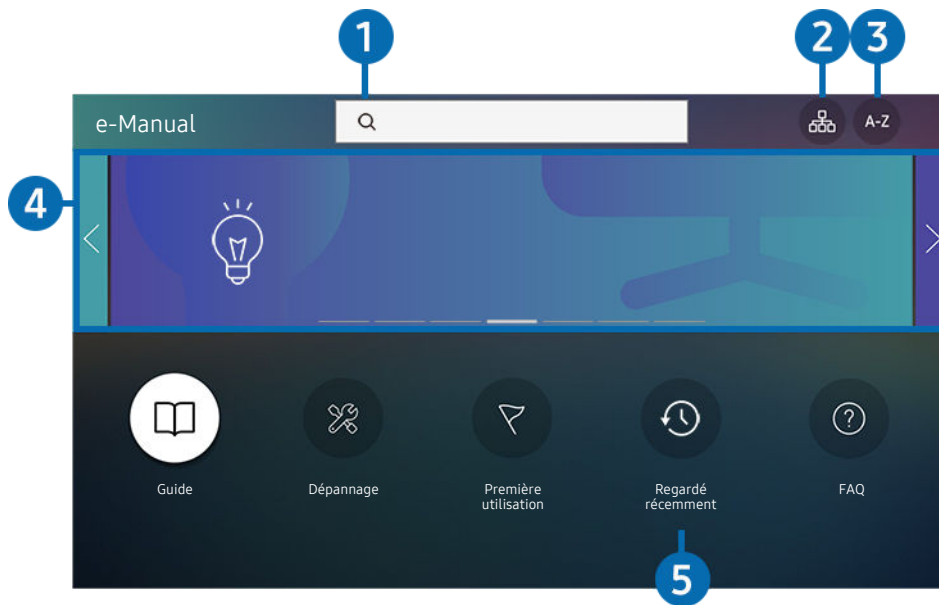 1
2
3
e-Manual
A-Z
4
Guide
Dépannage
Première
utilisation
Regardé
récemment
FAQ
5